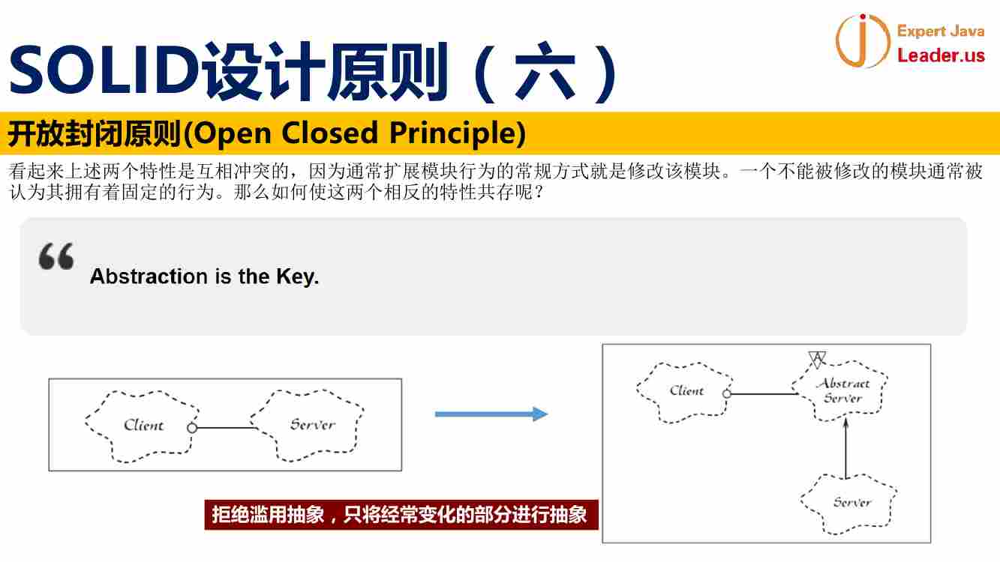 SOLID设计原则（六）
Expert Java
Leader.us
开放封闭原则(Open Closed Principle)
看起来上述两个特性是互相冲突的，因为通常扩展模块行为的常规方式就是修改该模块。一个不能被修改的模块通常被
认为其拥有着固定的行为。那么如何使这两个相反的特性共存呢？
“
Abstraction is the Key.
Client
Server
Client
A
Abstract
Server
Server
拒绝滥用抽象，只将经常变化的部分进行抽象